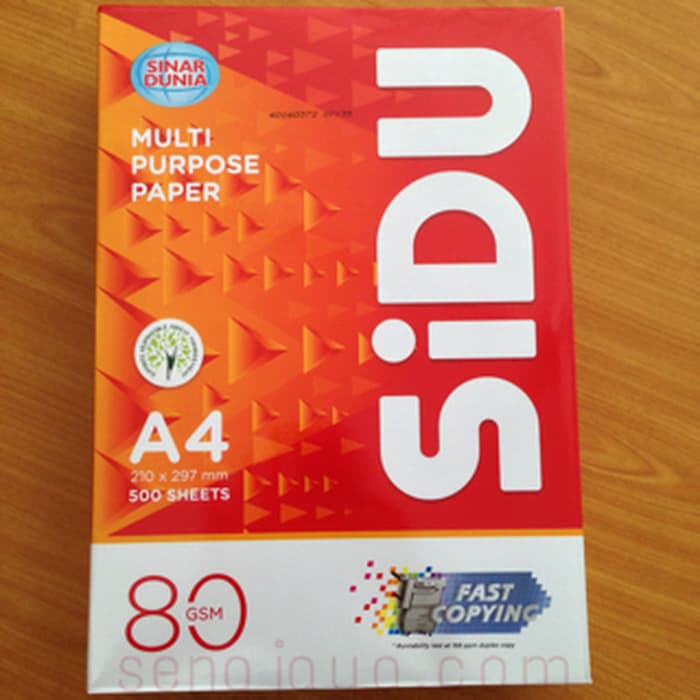 SINAR
DUNIA
MULTI
PURPOSE
PAPER
SiDU
A4
210 x 297 mm
500 SHEETS
80
GSM
FAST
COPYING